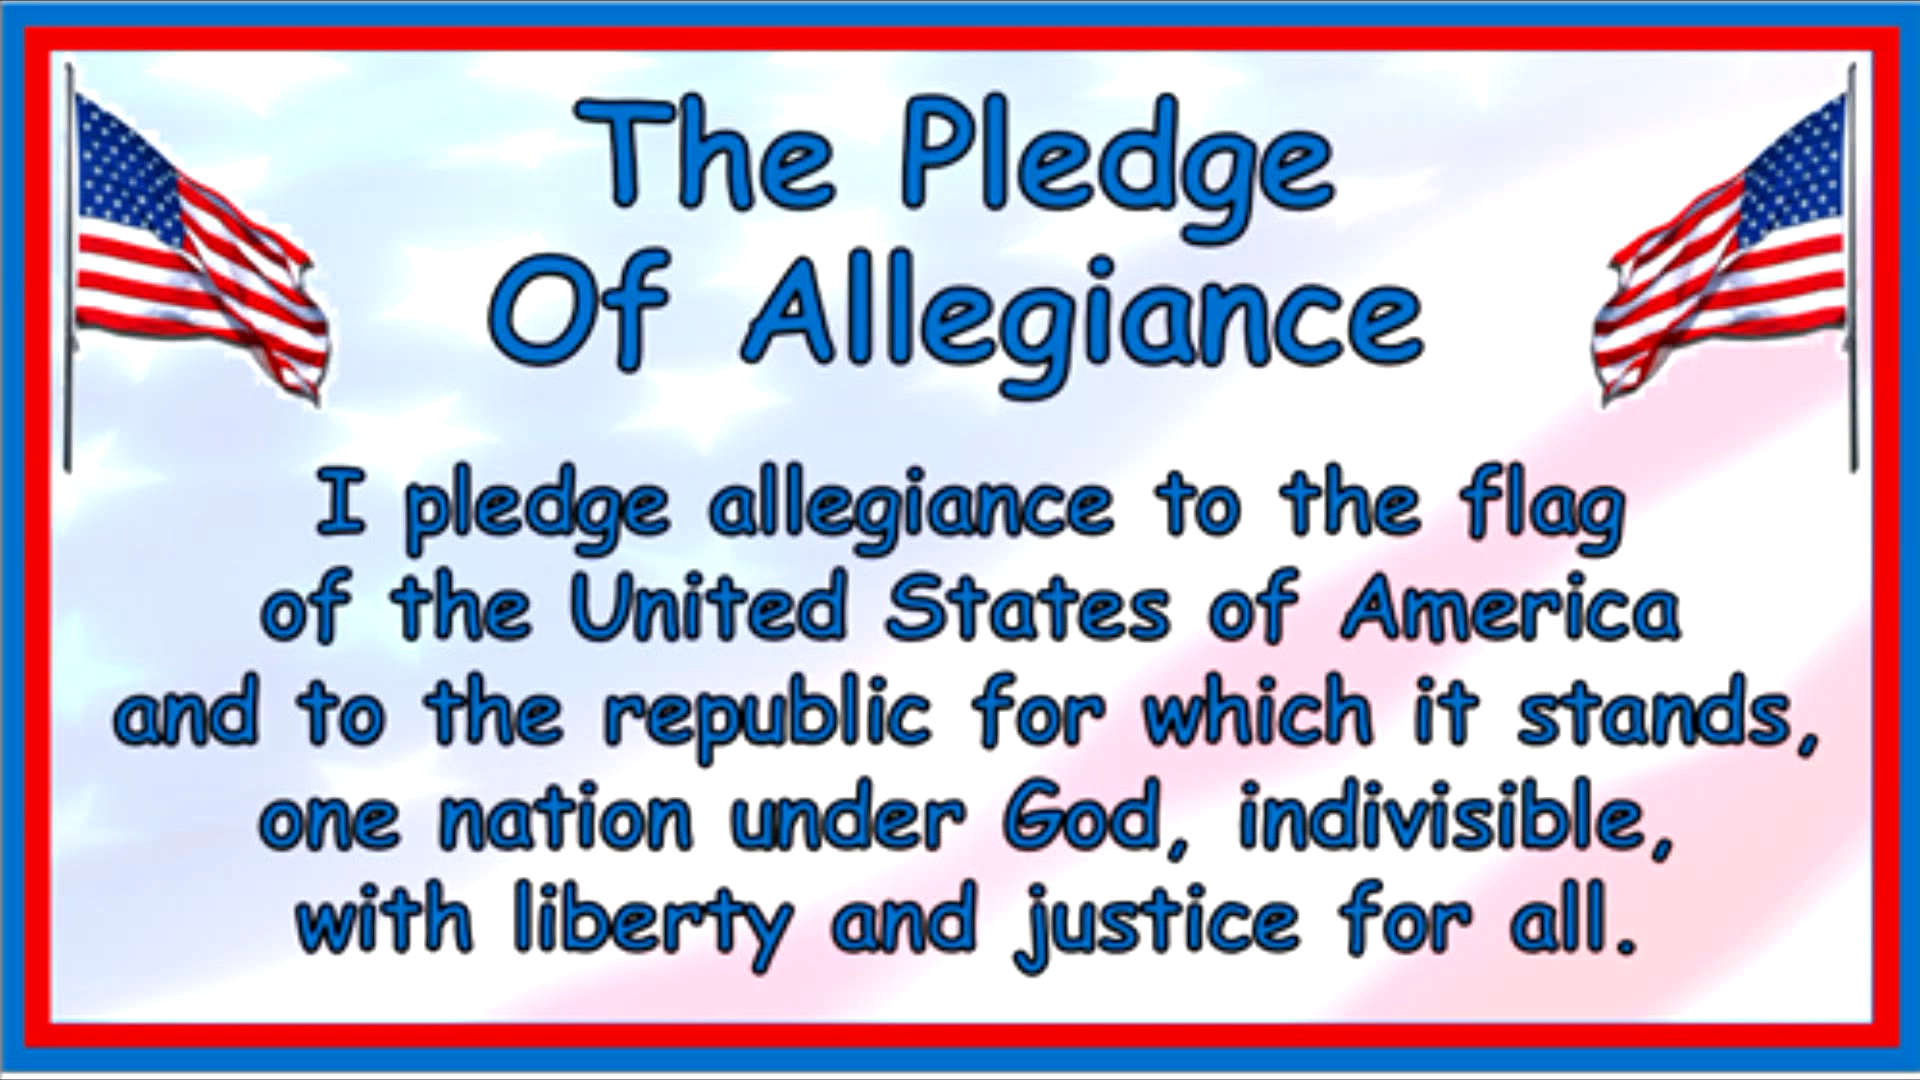 The Pledge
Of Allegiance
I pledge allegiance to the flag
of the United States of America
and to the republic for which it stands,
one nation under God, indivisible,
with liberty and justice for all.